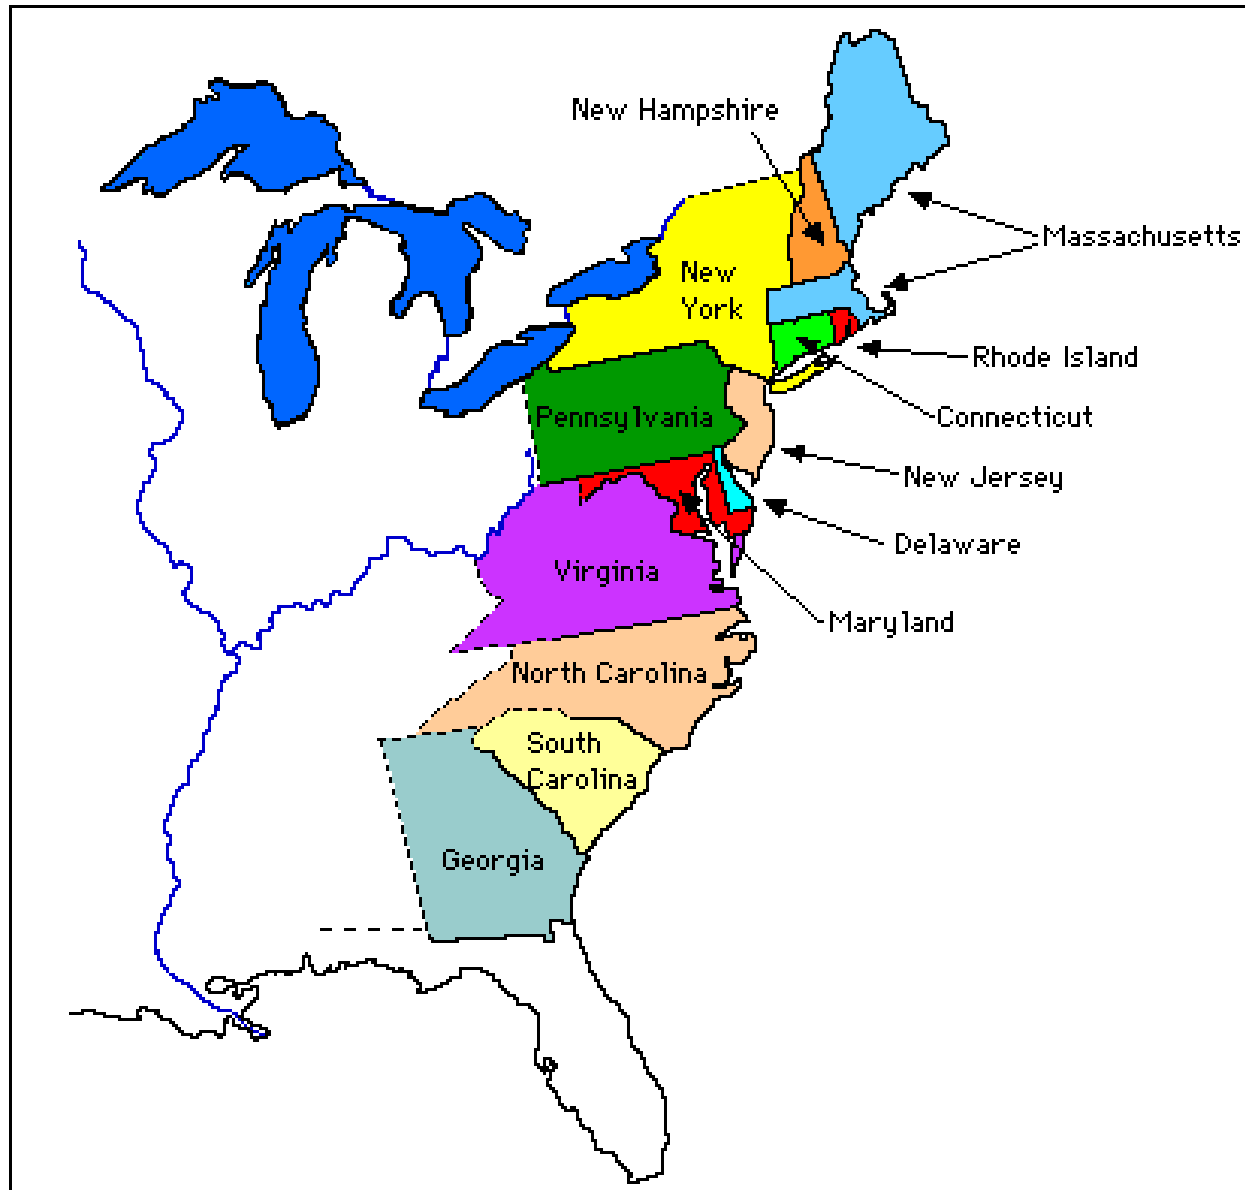 New Hampshire
Massachusetts
New
York
Rhode Island
Pennsylvania
Connecticut
New Jersey
Delaware
Virginia
Maryland
North Carolina
South
Carolina
Georgia